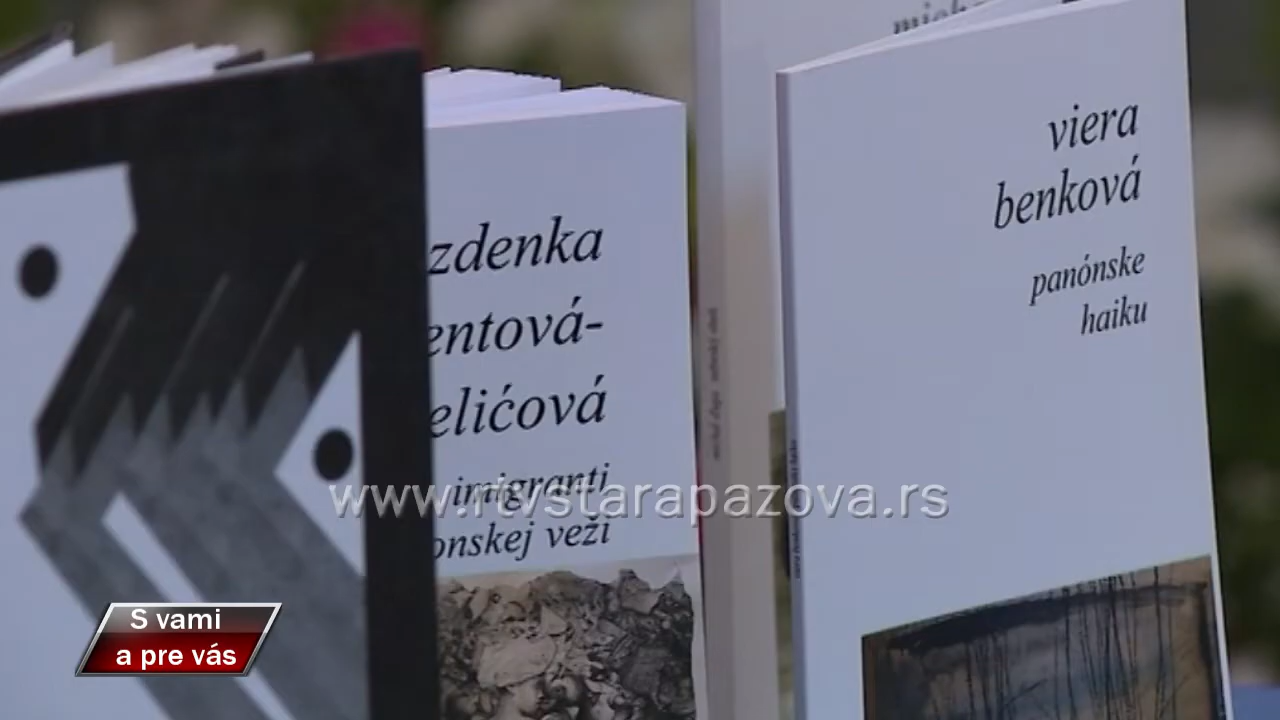 zdenka
entová-
elićová
imigranti
onskej veži
viera
benková
panónske
haiku
www.rtvstarapazova.rs
S vami
a pre vás